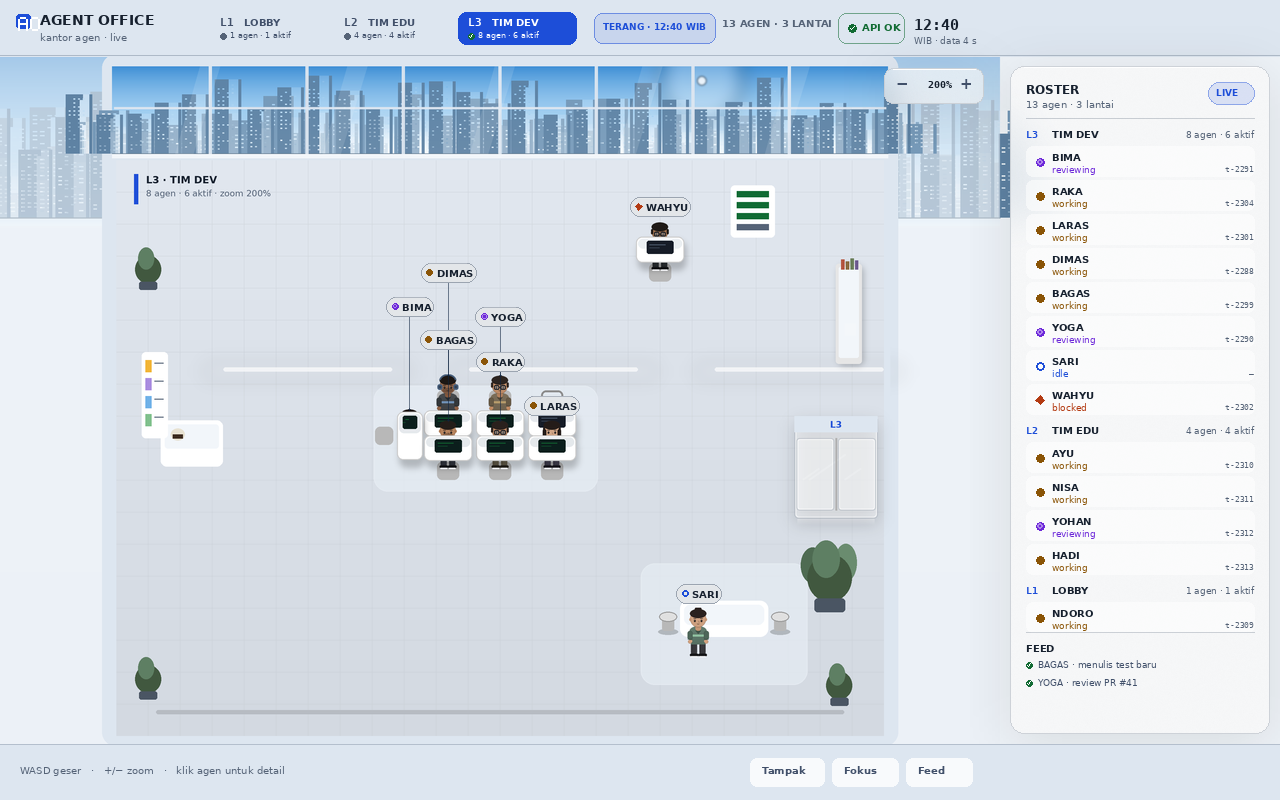 AGENT OFFICE
kantor agen · live
L1 LOBBY
1 agen · 1 aktif
L2 TIM EDU
4 agen · 4 aktif
L3 TIM DEV
8 agen · 6 aktif
TERANG · 12:40 WIB
13 AGEN · 3 LANTAI
API OK
12:40
WIB · data 4 s
− 200% +
L3 · TIM DEV
8 agen · 6 aktif · zoom 200%
WAHYU
DIMAS
BIMA
YOGA
BAGAS
RAKA
LARAS
L3
SARI
ROSTER
13 agen · 3 lantai
LIVE
L3 TIM DEV 8 agen · 6 aktif
BIMA
reviewing t-2291
RAKA
working t-2304
LARAS
working t-2301
DIMAS
working t-2288
BAGAS
working t-2299
YOGA
reviewing t-2290
SARI
idle –
WAHYU
blocked t-2302
L2 TIM EDU 4 agen · 4 aktif
AYU
working t-2310
NISA
working t-2311
YOHAN
reviewing t-2312
HADI
working t-2313
L1 LOBBY 1 agen · 1 aktif
NDORO
working t-2309
FEED
BAGAS · menulis test baru
YOGA · review PR #41
WASD geser · +/− zoom · klik agen untuk detail
Tampak
Fokus
Feed